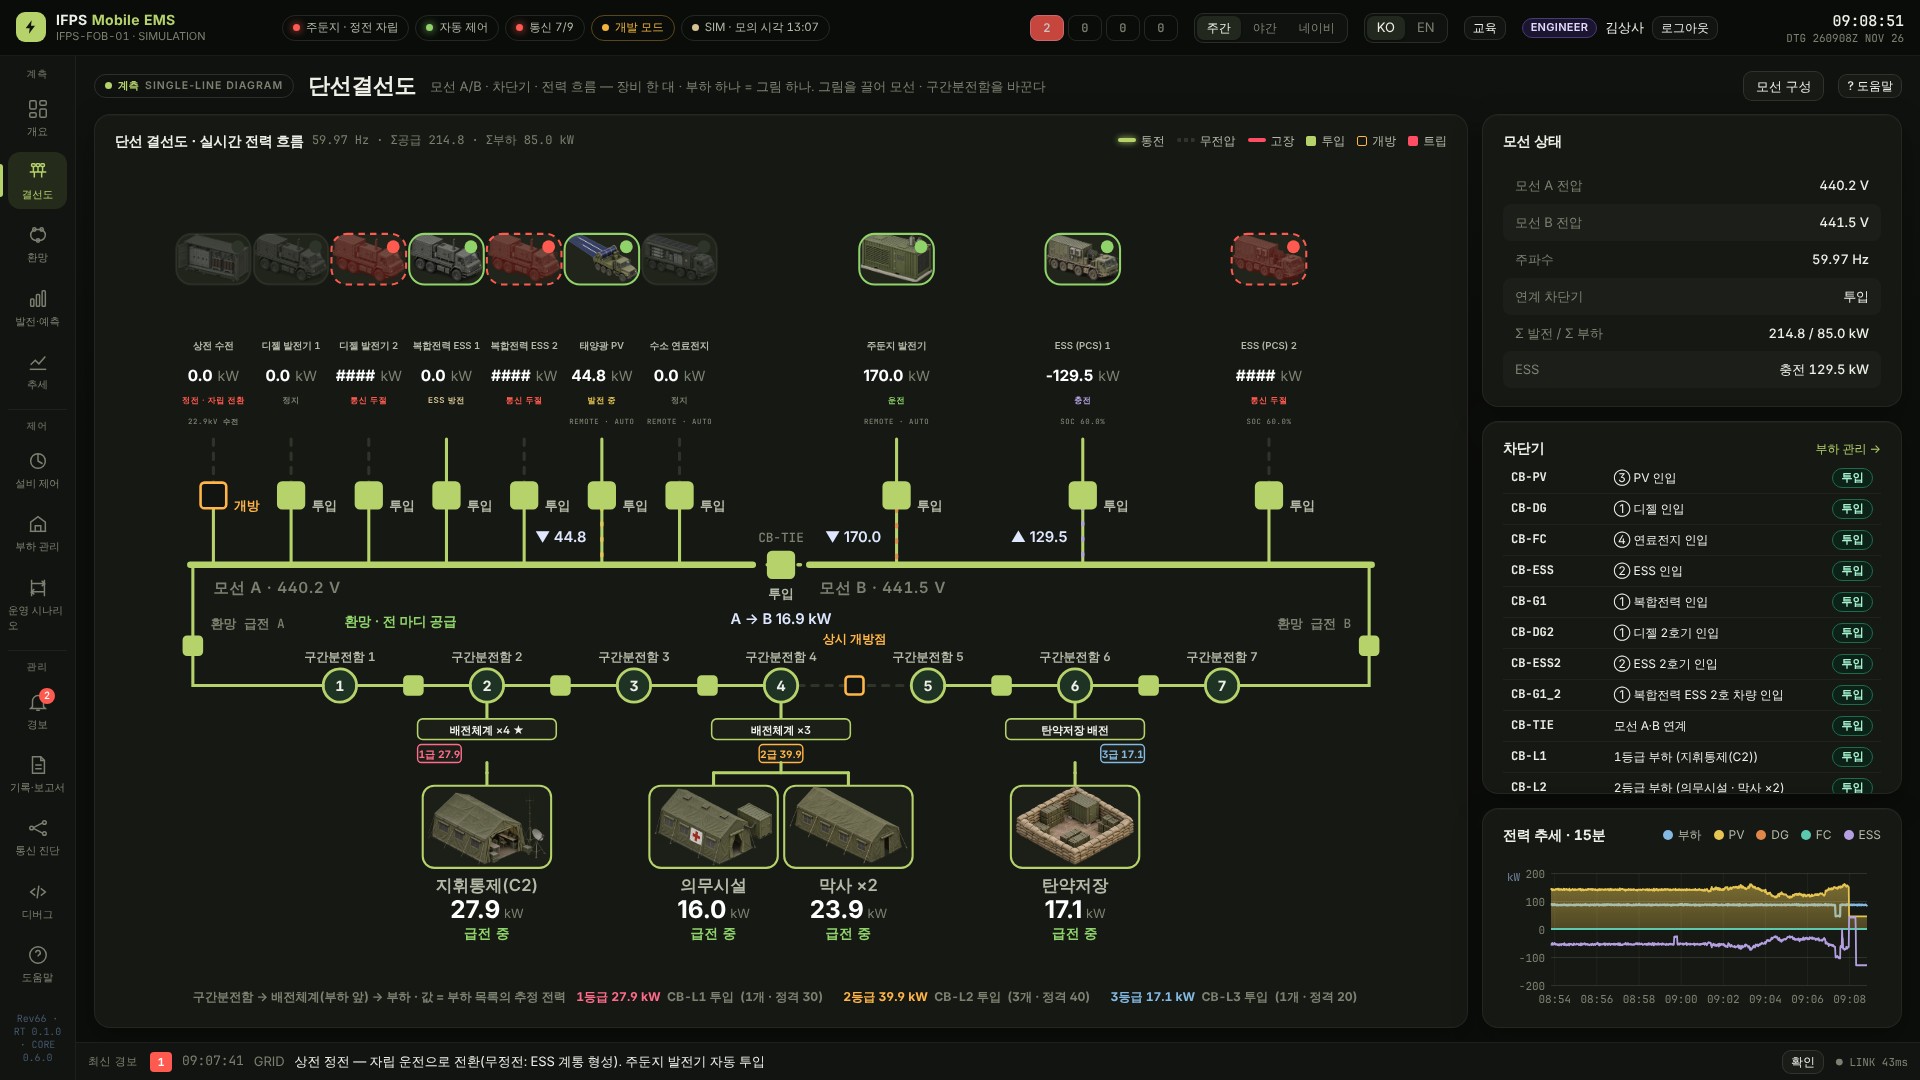 IFPS Mobile EMS
IFPS-FOB-01 · SIMULATION
주둔지 · 정전 자립
자동 제어
통신 7/9
개발 모드
SIM · 모의 시각 13:07
2 0 0 0
주간 야간 네이비
KO EN
교육
ENGINEER 김상사 로그아웃
09:08:51
DTG 260908Z NOV 26
계측
개요
결선도
환망
발전·예측
추세
제어
설비 제어
부하 관리
운영 시나리오
관리
2
경보
기록·보고서
통신 진단
디버그
도움말
Rev66 · RT 0.1.0 · CORE 0.6.0
계측 SINGLE-LINE DIAGRAM
단선결선도
모선 A/B · 차단기 · 전력 흐름 — 장비 한 대 · 부하 하나 = 그림 하나. 그림을 끌어 모선 · 구간분전함을 바꾼다
모선 구성
? 도움말
단선 결선도 · 실시간 전력 흐름 59.97 Hz · Σ공급 214.8 · Σ부하 85.0 kW
통전 무전압 고장 투입 개방 트립
상전 수전 디젤 발전기 1 디젤 발전기 2 복합전력 ESS 1 복합전력 ESS 2 태양광 PV 수소 연료전지 주둔지 발전기 ESS (PCS) 1 ESS (PCS) 2
0.0 kW 0.0 kW #### kW 0.0 kW #### kW 44.8 kW 0.0 kW 170.0 kW -129.5 kW #### kW
정전 · 자립 전환 정지 통신 두절 ESS 방전 통신 두절 발전 중 정지 운전 충전 통신 두절
22.9kV 수전 REMOTE · AUTO REMOTE · AUTO REMOTE · AUTO SOC 60.0% SOC 60.0%
개방 투입 투입 투입 투입 투입 투입 투입 투입 투입
▼ 44.8 CB-TIE ▼ 170.0 ▲ 129.5
모선 A · 440.2 V 투입 모선 B · 441.5 V
환망 급전 A 환망 · 전 마디 공급 A → B 16.9 kW 환망 급전 B
상시 개방점
구간분전함 1 구간분전함 2 구간분전함 3 구간분전함 4 구간분전함 5 구간분전함 6 구간분전함 7
1 2 3 4 5 6 7
배전체계 ×4 ★ 배전체계 ×3 탄약저장 배전
1급 27.9 2급 39.9 3급 17.1
지휘통제(C2) 의무시설 막사 ×2 탄약저장
27.9 kW 16.0 kW 23.9 kW 17.1 kW
급전 중 급전 중 급전 중 급전 중
구간분전함 → 배전체계(부하 앞) → 부하 · 값 = 부하 목록의 추정 전력 1등급 27.9 kW CB-L1 투입 (1개 · 정격 30) 2등급 39.9 kW CB-L2 투입 (3개 · 정격 40) 3등급 17.1 kW CB-L3 투입 (1개 · 정격 20)
모선 상태
모선 A 전압 440.2 V
모선 B 전압 441.5 V
주파수 59.97 Hz
연계 차단기 투입
Σ 발전 / Σ 부하 214.8 / 85.0 kW
ESS 충전 129.5 kW
차단기 부하 관리 →
CB-PV ③ PV 인입 투입
CB-DG ① 디젤 인입 투입
CB-FC ④ 연료전지 인입 투입
CB-ESS ② ESS 인입 투입
CB-G1 ① 복합전력 인입 투입
CB-DG2 ① 디젤 2호기 인입 투입
CB-ESS2 ② ESS 2호기 인입 투입
CB-G1_2 ① 복합전력 ESS 2호 차량 인입 투입
CB-TIE 모선 A·B 연계 투입
CB-L1 1등급 부하 (지휘통제(C2)) 투입
CB-L2 2등급 부하 (의무시설 · 막사 ×2) 투입
전력 추세 · 15분 부하 PV DG FC ESS
kW 200
100
0
-100
-200
08:54 08:56 08:58 09:00 09:02 09:04 09:06 09:08
최신 경보 1 09:07:41 GRID 상전 정전 — 자립 운전으로 전환(무정전: ESS 계통 형성). 주둔지 발전기 자동 투입
확인
LINK 43ms